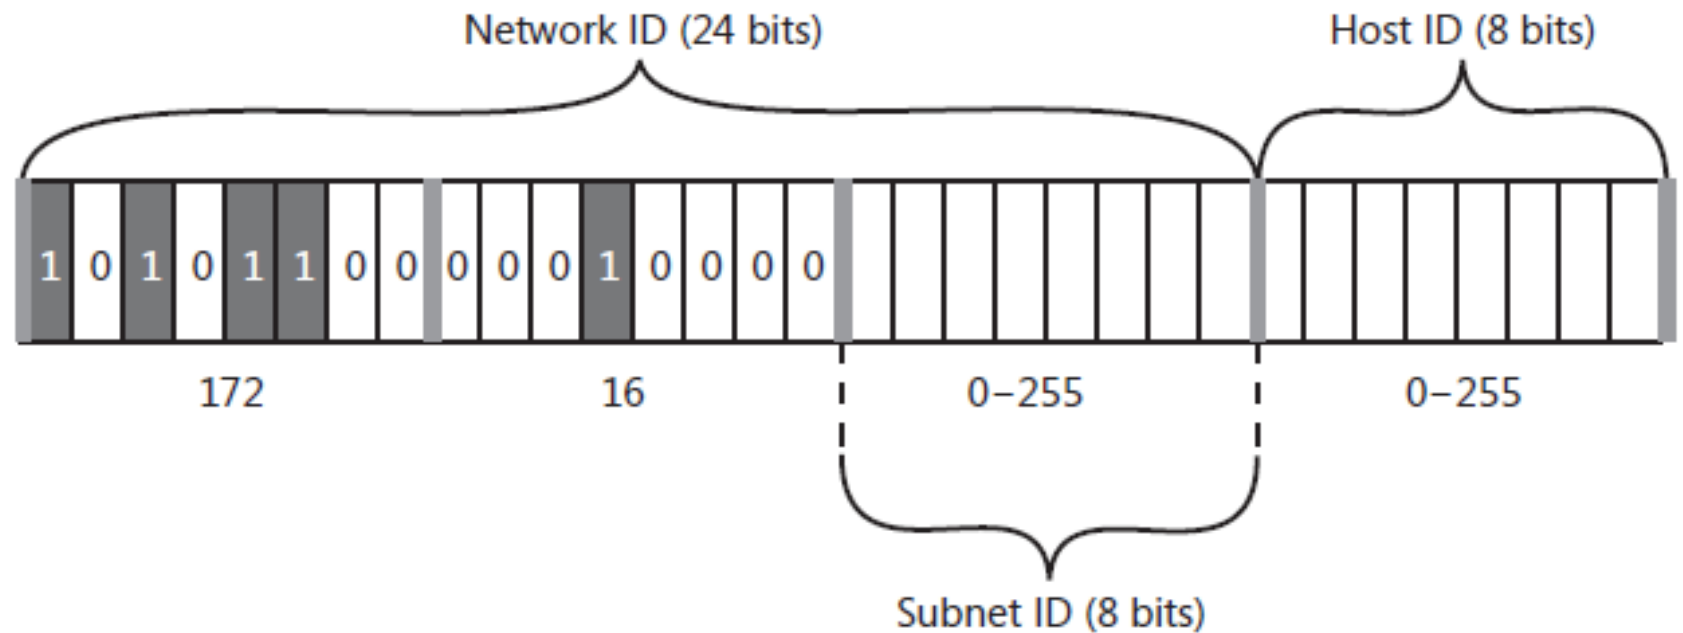 Network ID (24 bits) Host ID (8 bits)
1 0 1 0 1 1 0 0 0 0 0 1 0 0 0 0
172 16 0–255 0–255
Subnet ID (8 bits)